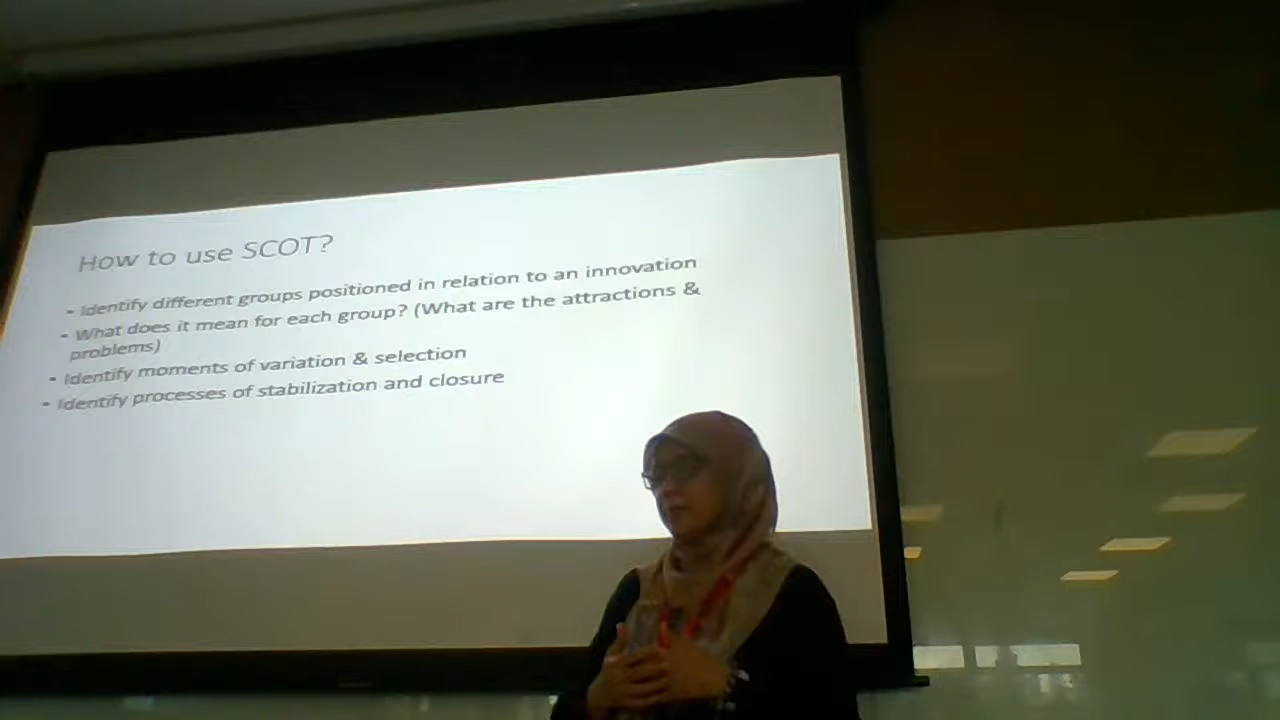 How to use SCOT?
• Identify different groups positioned in relation to an innovation
• What does it mean for each group? (What are the attractions &
problems)
• Identify moments of variation & selection
• Identify processes of stabilization and closure